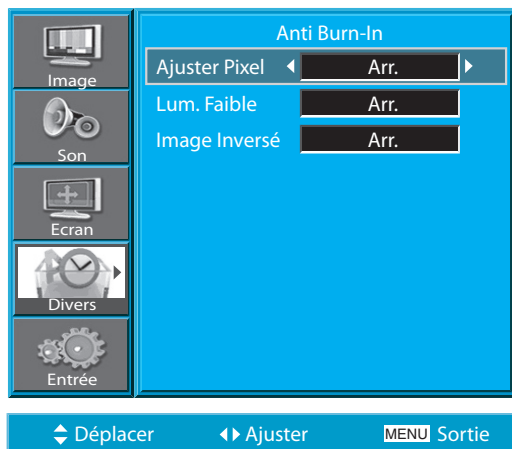 Image
Son
Ecran
Divers
Entrée
Anti Burn-In
Ajuster Pixel Arr.
Lum. Faible Arr.
Image Inversé Arr.
Déplacer Ajuster MENU Sortie